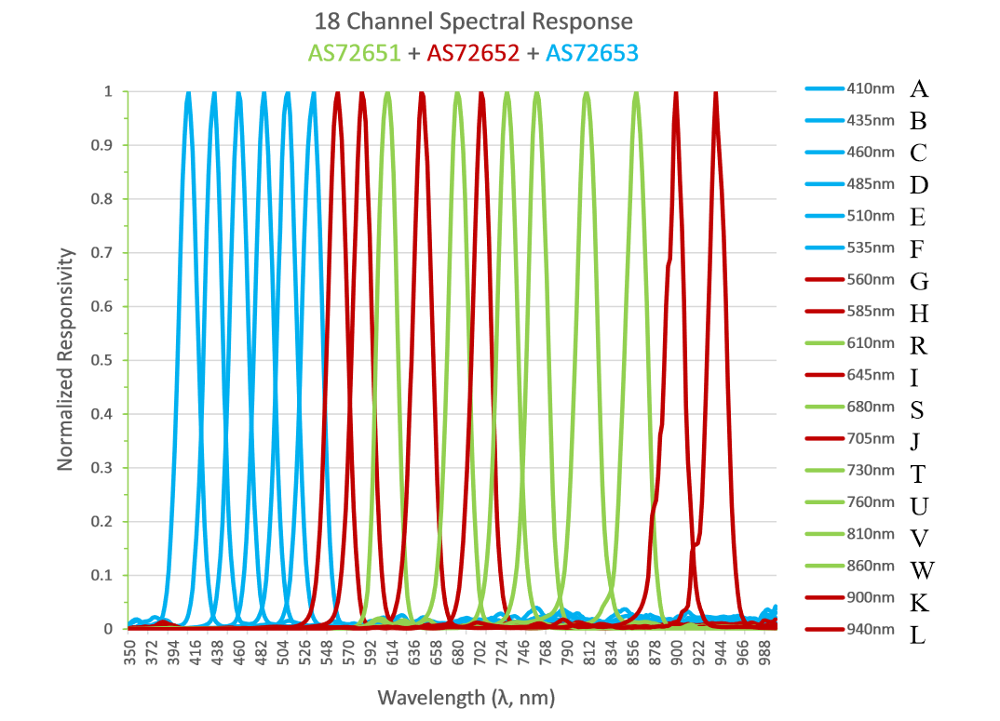 18 Channel Spectral Response
AS72651 + AS72652 + AS72653
Normalized Responsivity
1
0.9
0.8
0.7
0.6
0.5
0.4
0.3
0.2
0.1
0
350 372 394 416 438 460 482 504 526 548 570 592 614 636 658 680 702 724 746 768 790 812 834 856 878 900 922 944 966 988
Wavelength (λ, nm)
410nm A
435nm B
460nm C
485nm D
510nm E
535nm F
560nm G
585nm H
610nm R
645nm I
680nm S
705nm J
730nm T
760nm U
810nm V
860nm W
900nm K
940nm L